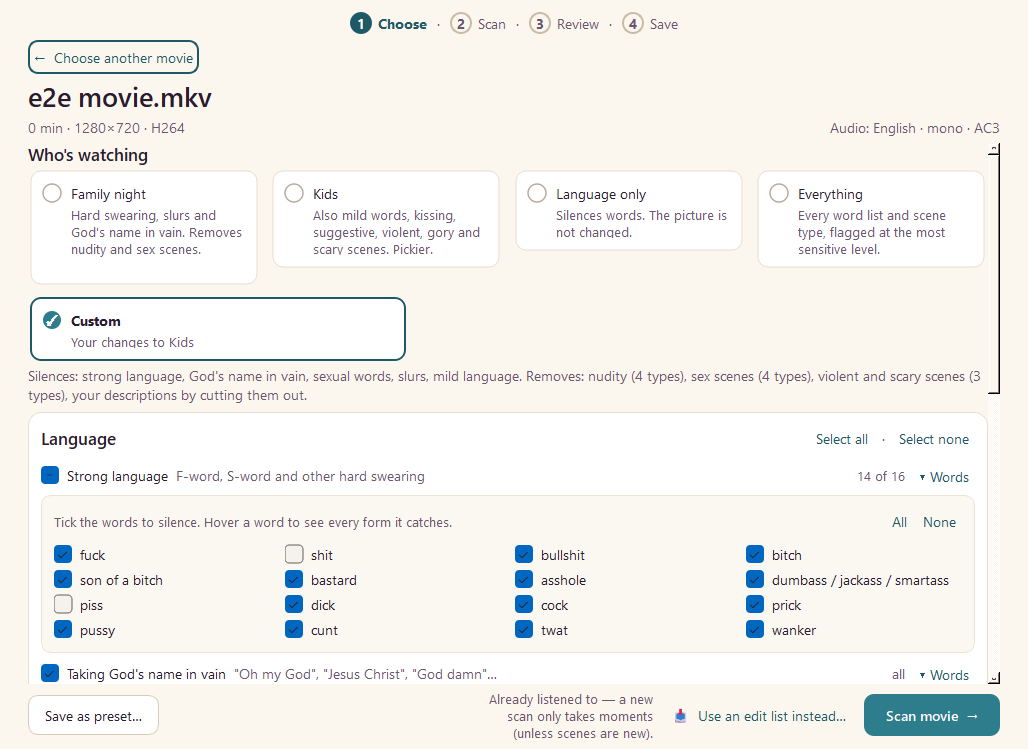 1 Choose · 2 Scan · 3 Review · 4 Save
← Choose another movie
e2e movie.mkv
0 min · 1280×720 · H264
Audio: English · mono · AC3
Who's watching
Family night
Hard swearing, slurs and
God's name in vain. Removes
nudity and sex scenes.
Kids
Also mild words, kissing,
suggestive, violent, gory and
scary scenes. Pickier.
Language only
Silences words. The picture is
not changed.
Everything
Every word list and scene
type, flagged at the most
sensitive level.
Custom
Your changes to Kids
Silences: strong language, God's name in vain, sexual words, slurs, mild language. Removes: nudity (4 types), sex scenes (4 types), violent and scary scenes (3
types), your descriptions by cutting them out.
Language
Select all · Select none
Strong language F-word, S-word and other hard swearing
14 of 16 ▾ Words
Tick the words to silence. Hover a word to see every form it catches.
All None
fuck shit bullshit bitch
son of a bitch bastard asshole dumbass / jackass / smartass
piss dick cock prick
pussy cunt twat wanker
Taking God's name in vain "Oh my God", "Jesus Christ", "God damn"...
all ▾ Words
Save as preset...
Already listened to — a new
scan only takes moments
(unless scenes are new).
Use an edit list instead...
Scan movie →